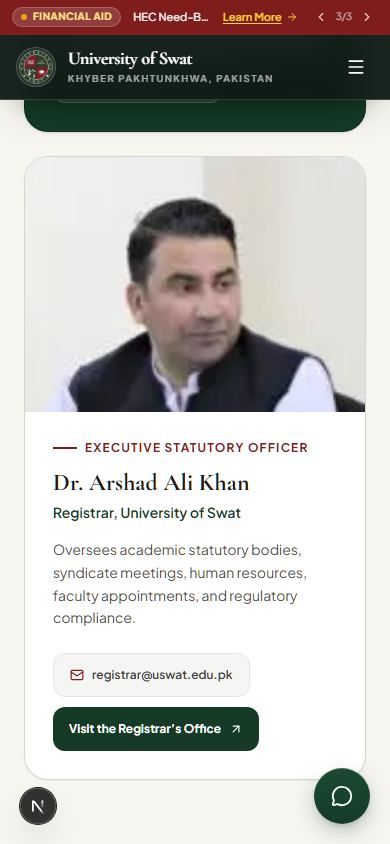 FINANCIAL AID HEC Need-B... Learn More → 3/3
University of Swat
KHYBER PAKHTUNKHWA, PAKISTAN
EXECUTIVE STATUTORY OFFICER
Dr. Arshad Ali Khan
Registrar, University of Swat
Oversees academic statutory bodies,
syndicate meetings, human resources,
faculty appointments, and regulatory
compliance.
registrar@uswat.edu.pk
Visit the Registrar's Office
N